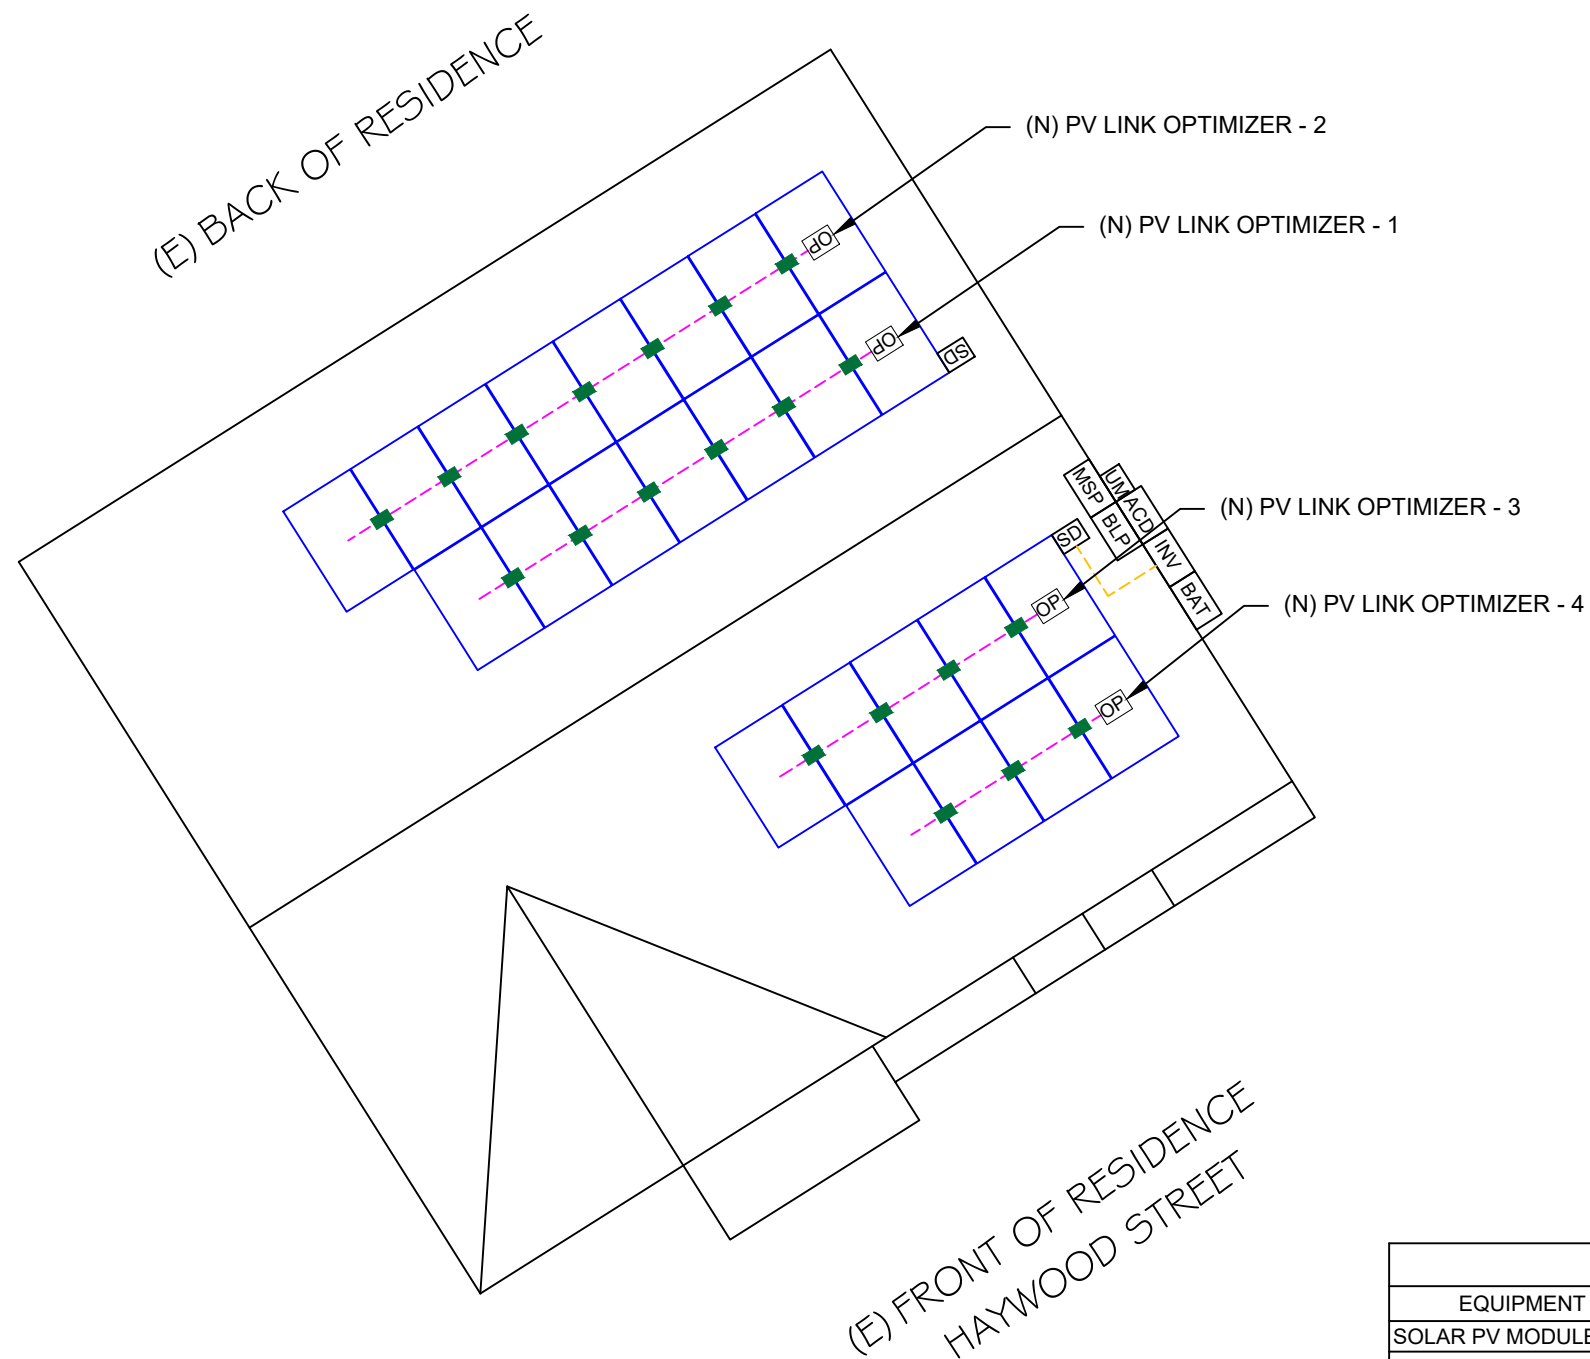 (E) BACK OF RESIDENCE
(N) PV LINK OPTIMIZER - 2
(N) PV LINK OPTIMIZER - 1
OP
OP
SD
MSP
UM
ACD
BLP
INV
BAT
SD
(N) PV LINK OPTIMIZER - 3
OP
(N) PV LINK OPTIMIZER - 4
OP
(E) FRONT OF RESIDENCE
HAYWOOD STREET
EQUIPMENT
SOLAR PV MODULE